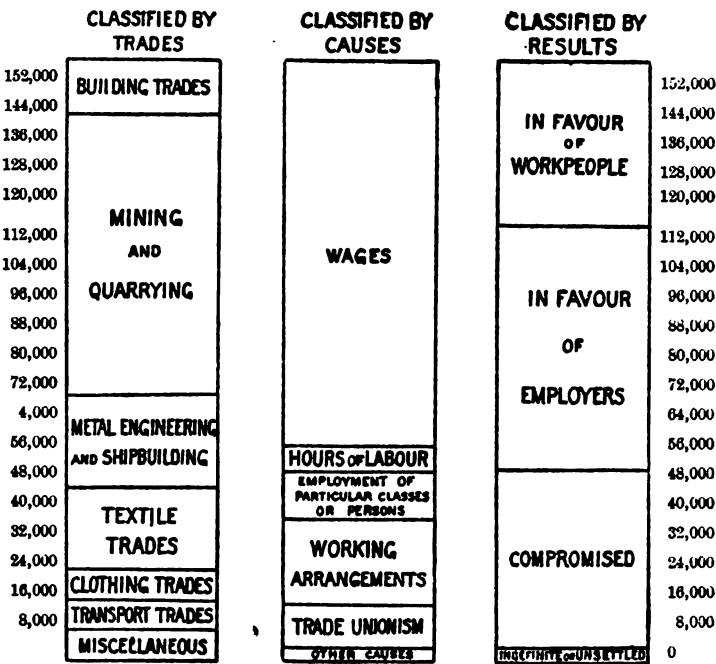 CLASSIFIED BY
TRADES
CLASSIFIED BY
CAUSES
CLASSIFIED BY
RESULTS
152,000
144,000
136,000
128,000
120,000
112,000
104,000
96,000
88,000
80,000
72,000
4,000
56,000
48,000
40,000
32,000
24,000
16,000
8,000
BUILDING TRADES
MINING
AND
QUARRYING
METAL ENGINEERING
AND SHIPBUILDING
TEXTILE
TRADES
CLOTHING TRADES
TRANSPORT TRADES
MISCELLANEOUS
WAGES
HOURS OF LABOUR
EMPLOYMENT OF
PARTICULAR CLASSES
OR PERSONS
WORKING
ARRANGEMENTS
TRADE UNIONISM
OTHER CAUSES
IN FAVOUR
OF
WORKPEOPLE
IN FAVOUR
OF
EMPLOYERS
COMPROMISED
INDEFINITE OR UNSETTLED
152,000
144,000
136,000
128,000
120,000
112,000
104,000
96,000
88,000
80,000
72,000
64,000
56,000
48,000
40,000
32,000
24,000
16,000
8,000
0